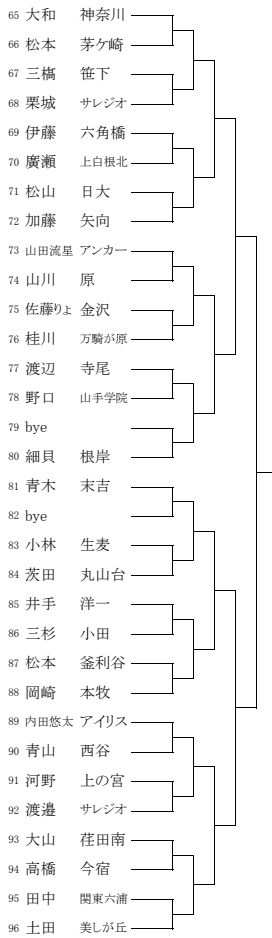 65 大和 神奈川
66 松本 茅ケ崎
67 三槗 笹下
68 栗城 サレジオ
69 伊藤 六角橋
70 廣瀬 上白根北
71 松山 日大
72 加藤 矢向
73 山田流星 アンカー
74 山川 原
75 佐藤りょ 金沢
76 桂川 万騎が原
77 渡辺 寺尾
78 野口 山手学院
79 bye
80 細貝 根岸
81 青木 末吉
82 bye
83 小林 生麦
84 茨田 丸山台
85 井手 洋一
86 三杉 小田
87 松本 釜利谷
88 岡崎 本牧
89 内田悠太 アイリス
90 青山 西谷
91 河野 上の宮
92 渡邉 サレジオ
93 大山 荏田南
94 高橋 今宿
95 田中 関東六浦
96 土田 美しが丘